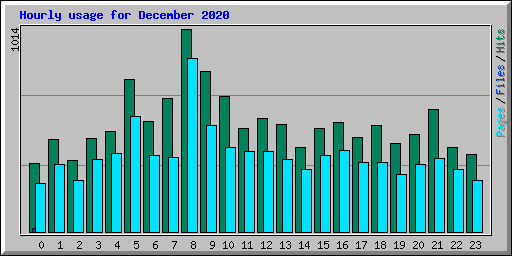 Hourly usage for December 2020
1014
Pages/Files/Hits
0 1 2 3 4 5 6 7 8 9 10 11 12 13 14 15 16 17 18 19 20 21 22 23